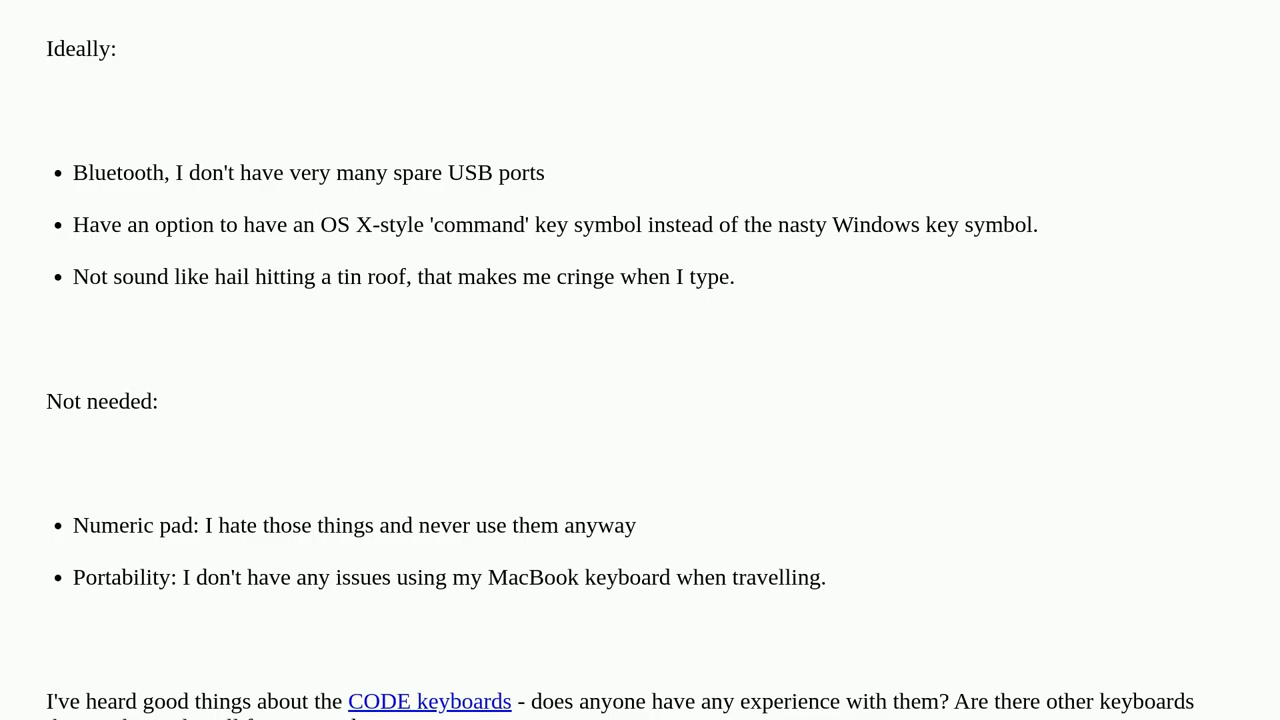 Ideally:
Bluetooth, I don't have very many spare USB ports
Have an option to have an OS X-style 'command' key symbol instead of the nasty Windows key symbol.
Not sound like hail hitting a tin roof, that makes me cringe when I type.
Not needed:
Numeric pad: I hate those things and never use them anyway
Portability: I don't have any issues using my MacBook keyboard when travelling.
I've heard good things about the CODE keyboards - does anyone have any experience with them? Are there other keyboards